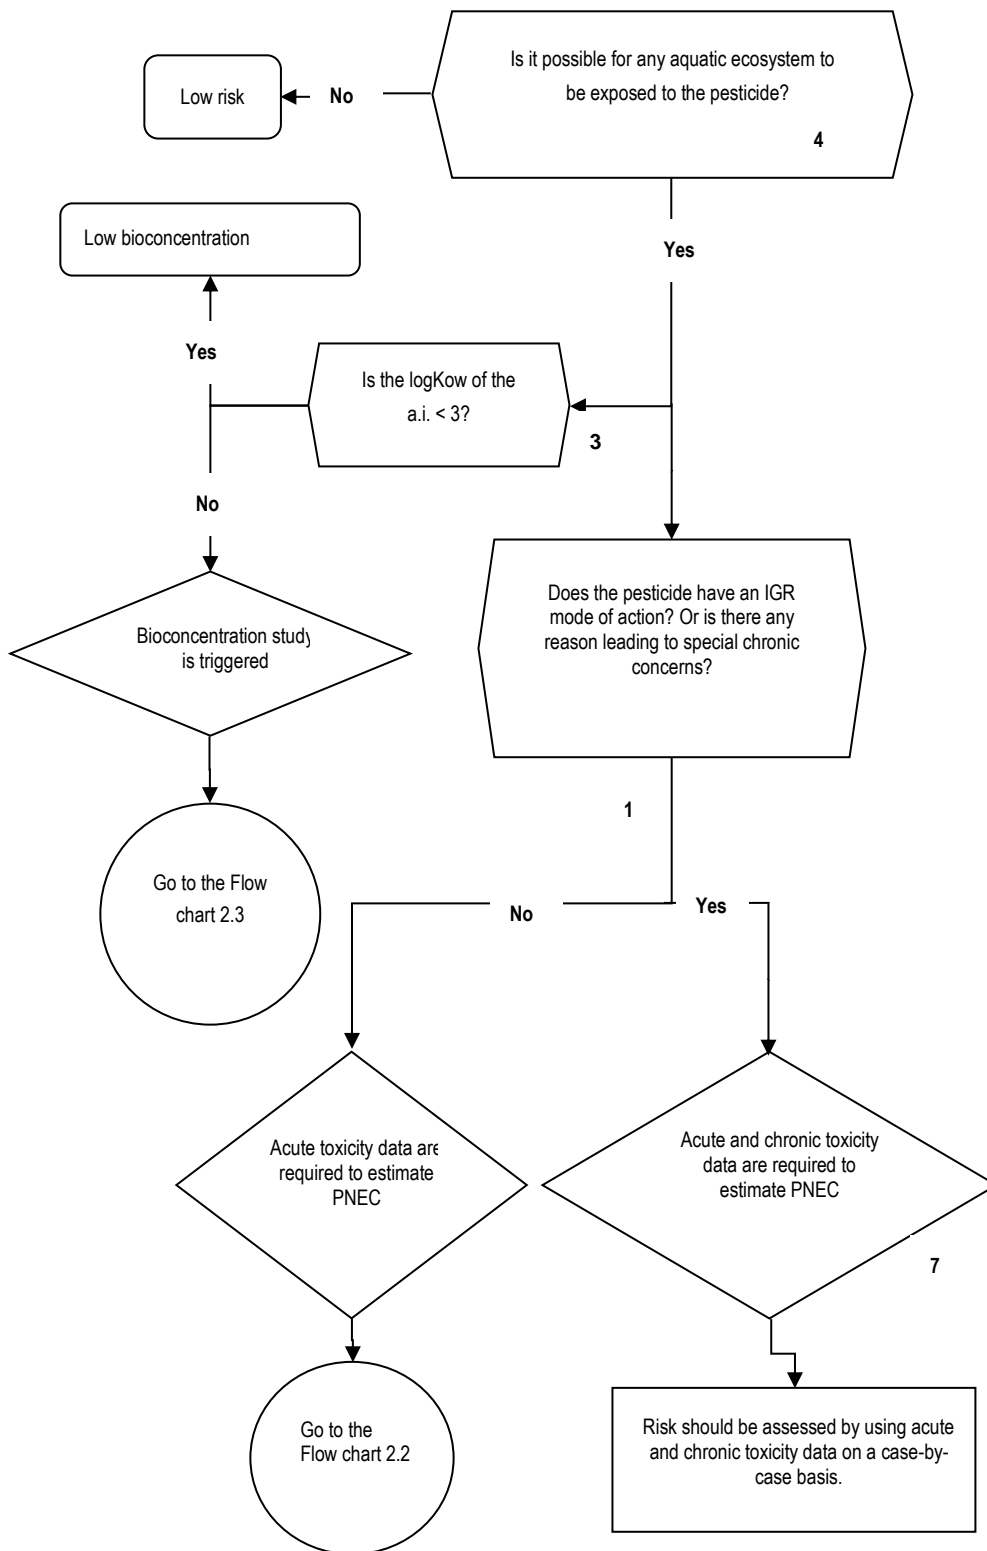 Is it possible for any aquatic ecosystem to
be exposed to the pesticide?
4
Low risk
No
Yes
Low bioconcentration
Yes
Is the logKow of the
a.i. < 3?
3
No
Bioconcentration study
is triggered
Does the pesticide have an IGR
mode of action? Or is there any
reason leading to special chronic
concerns?
1
Go to the Flow
chart 2.3
No
Yes
Acute toxicity data are
required to estimate
PNEC
Acute and chronic toxicity
data are required to
estimate PNEC
7
Go to the
Flow chart 2.2
Risk should be assessed by using acute
and chronic toxicity data on a case-by-
case basis.